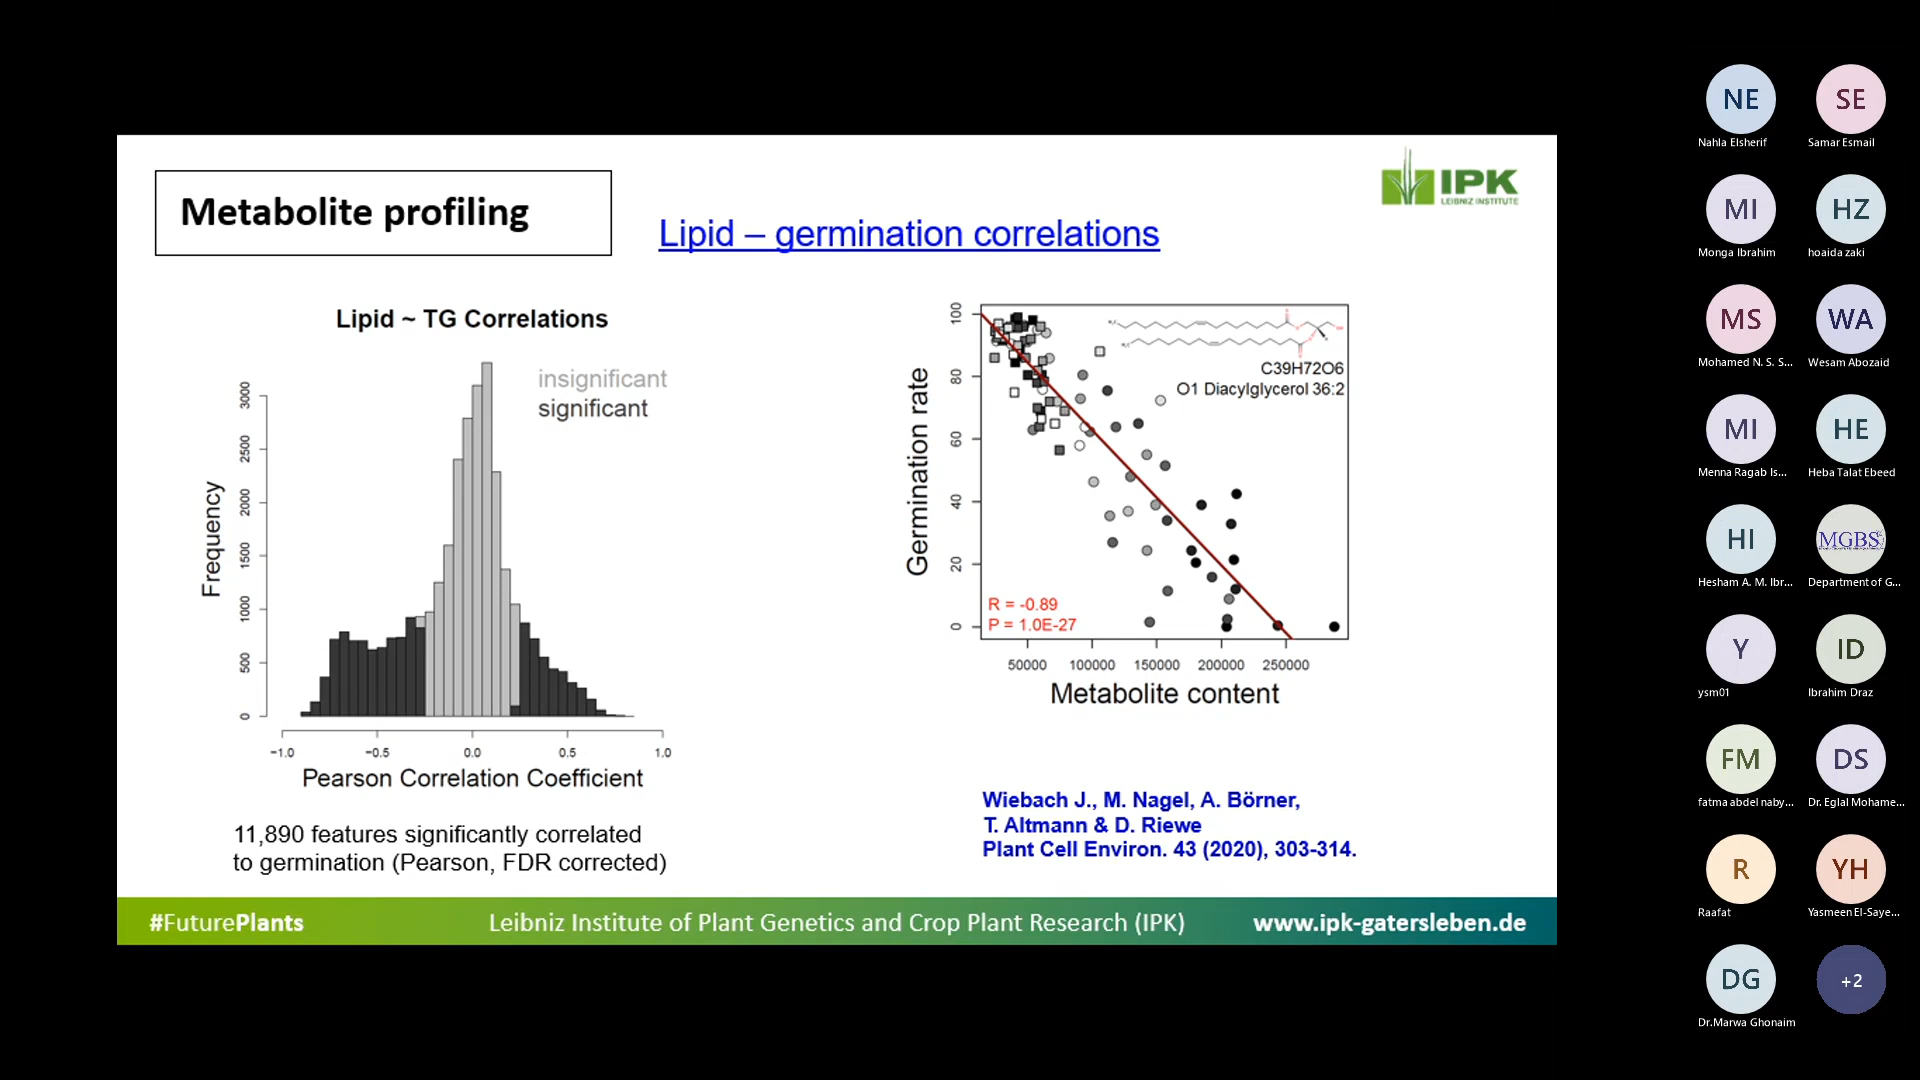 Metabolite profiling
IPK
LEIBNIZ INSTITUTE
Lipid – germination correlations
Lipid ~ TG Correlations
insignificant
significant
Frequency
3000
2500
2000
1500
1000
500
0
−1.0
−0.5
0.0
0.5
1.0
Pearson Correlation Coefficient
11,890 features significantly correlated
to germination (Pearson, FDR corrected)
Germination rate
100
80
60
40
20
0
C39H72O6
O1 Diacylglycerol 36:2
R = -0.89
P = 1.0E-27
50000
100000
150000
200000
250000
Metabolite content
Wiebach J., M. Nagel, A. Börner,
T. Altmann & D. Riewe
Plant Cell Environ. 43 (2020), 303-314.
#FuturePlants
Leibniz Institute of Plant Genetics and Crop Plant Research (IPK)
www.ipk-gatersleben.de
NE
Nahla Elsherif
SE
Samar Esmail
MI
Monga Ibrahim
HZ
hoaida zaki
MS
Mohamed N. S. S...
WA
Wesam Abozaid
MI
Menna Ragab Is...
HE
Heba Talat Ebeed
HI
Hesham A. M. Ibr...
MGBS
Department of G...
Y
ysm01
ID
Ibrahim Draz
FM
fatma abdel naby...
DS
Dr. Eglal Mohame...
R
Raafat
YH
Yasmeen El-Saye...
DG
Dr.Marwa Ghonaim
+2